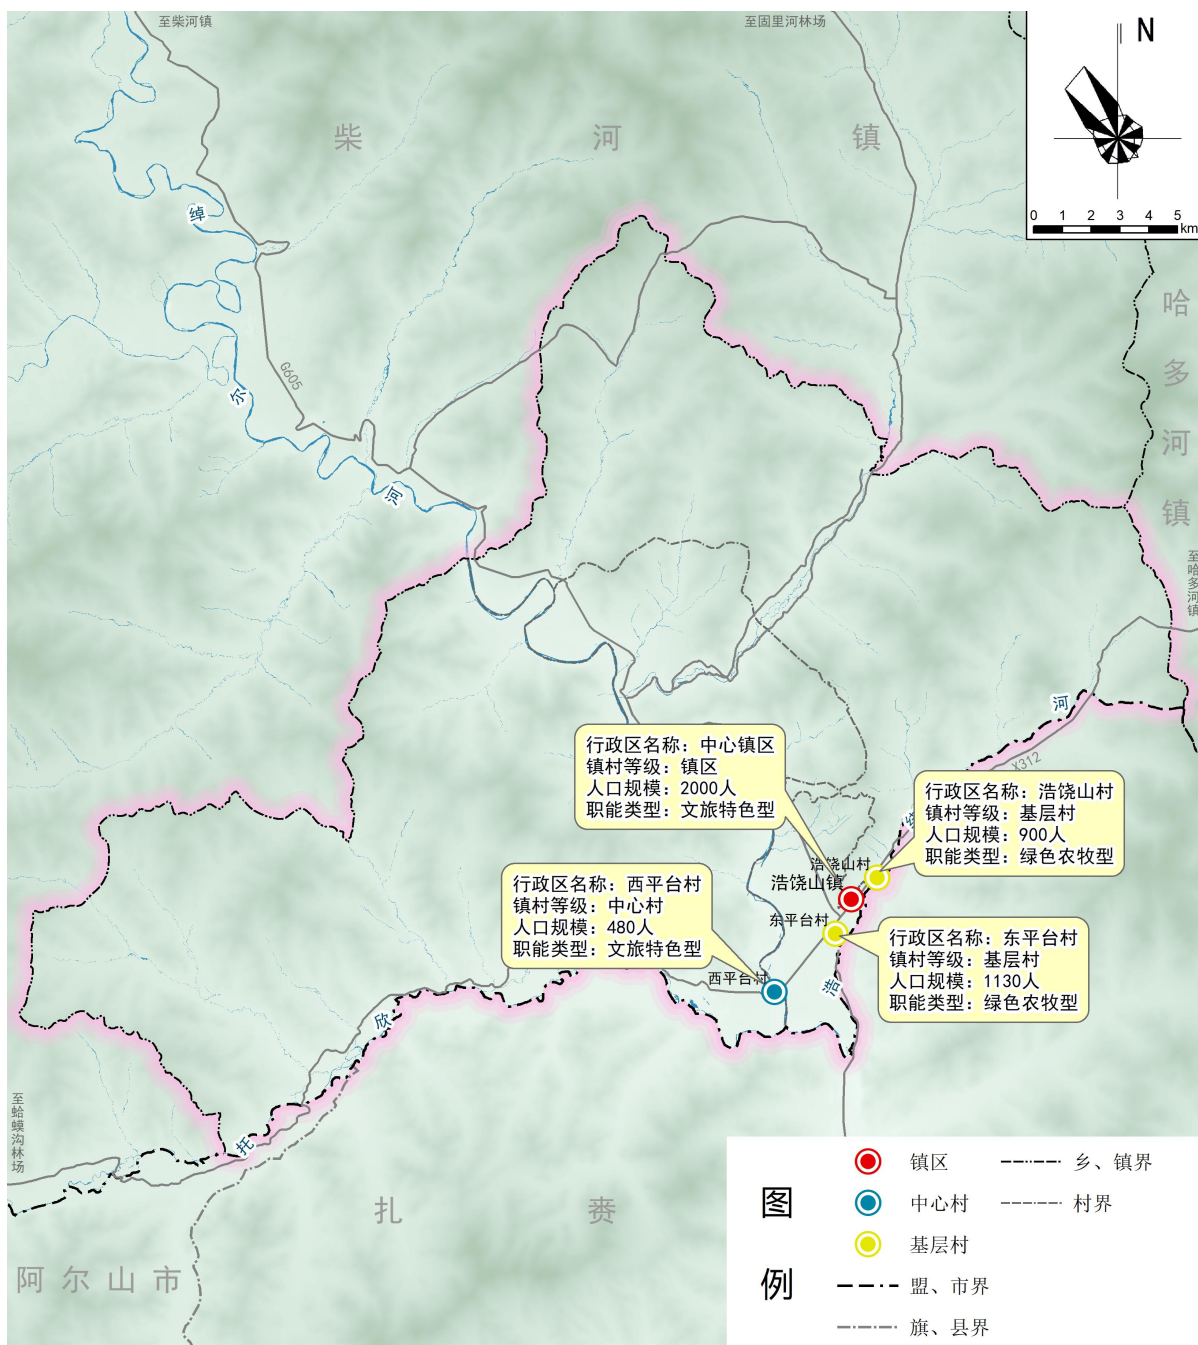 至柴河镇
至固里河林场
N
0 1 2 3 4 5
km
柴河镇
哈多河镇
绰尔河
G605
至哈多河镇
河
X312
行政区名称：中心镇区
镇村等级：镇区
人口规模：2000人
职能类型：文旅特色型
行政区名称：浩饶山村
镇村等级：基层村
人口规模：900人
职能类型：绿色农牧型
浩饶山村
浩饶山镇
行政区名称：西平台村
镇村等级：中心村
人口规模：480人
职能类型：文旅特色型
东平台村
行政区名称：东平台村
镇村等级：基层村
人口规模：1130人
职能类型：绿色农牧型
西平台村
浩
托欣
至蛤蟆沟林场
扎赉
阿尔山市
图例
镇区
中心村
基层村
盟、市界
旗、县界
乡、镇界
村界